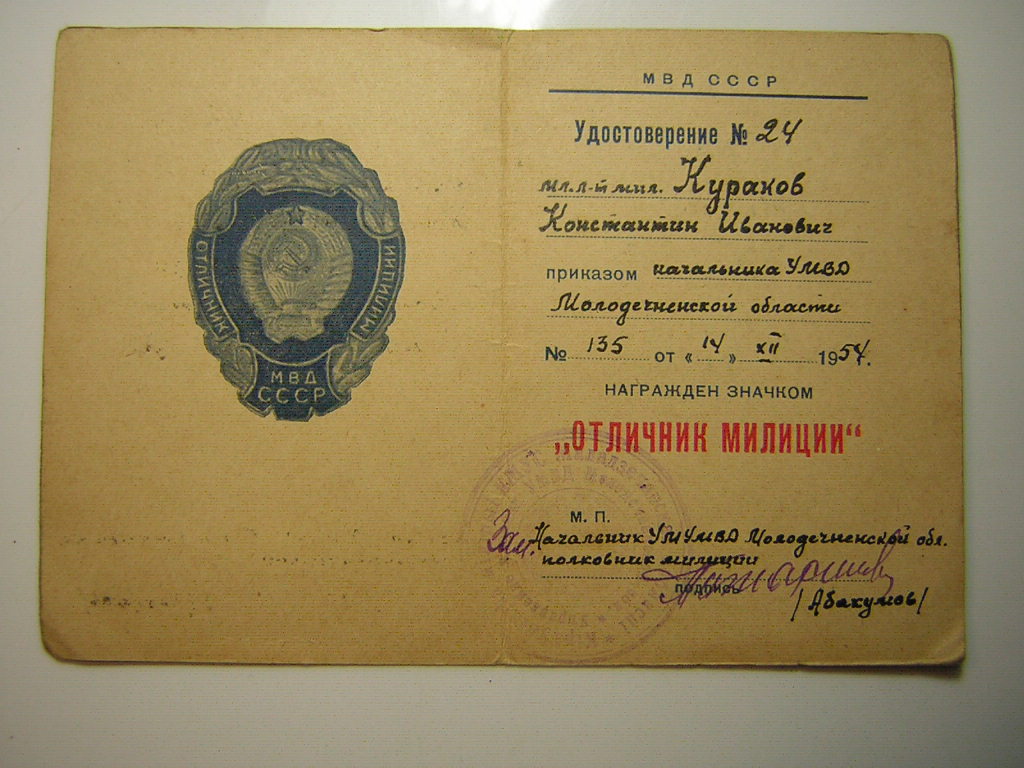 ОТЛИЧНИК МИЛИЦИИ
МВД
СССР
МВД СССР
Удостоверение № 24
мл. л-т мил. Кураков
Константин Иванович
приказом начальника УМВД
Молодечненской области
№ 135 от « 14 » XII 1954 г.
НАГРАЖДЕН ЗНАЧКОМ
„ОТЛИЧНИК МИЛИЦИИ“
М. П.
Зам. Начальник УМ УМВД Молодечненской обл.
полковник милиции
подпись
/Абакумов/